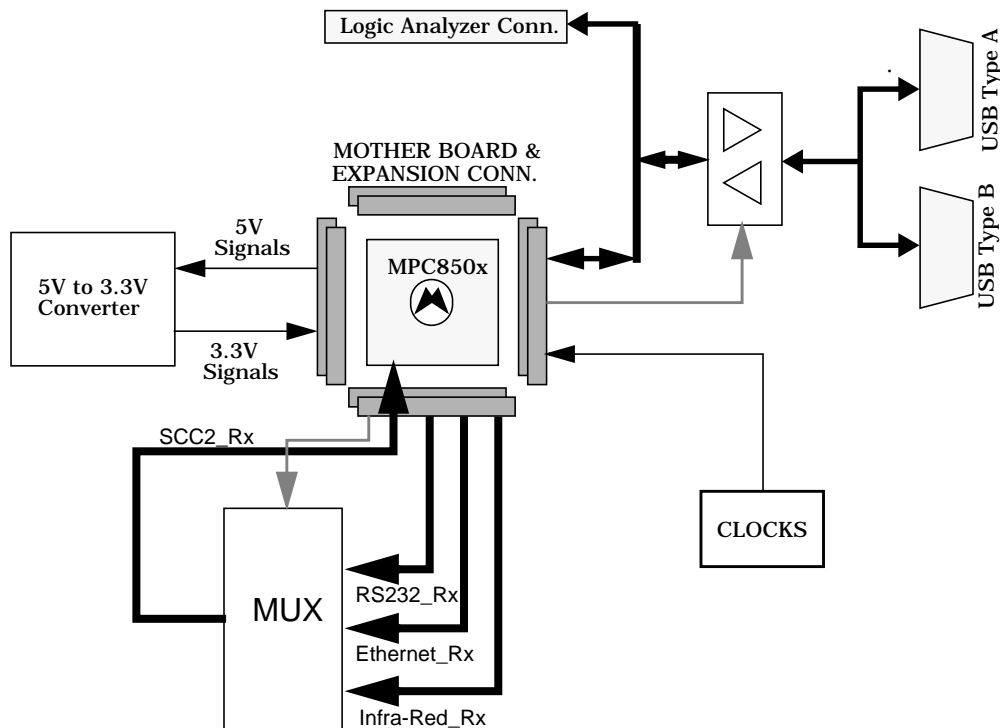 Logic Analyzer Conn.
USB Type A
MOTHER BOARD &
EXPANSION CONN.
USB Type B
5V
Signals
MPC850x
5V to 3.3V
Converter
3.3V
Signals
SCC2_Rx
CLOCKS
RS232_Rx
MUX
Ethernet_Rx
Infra-Red_Rx